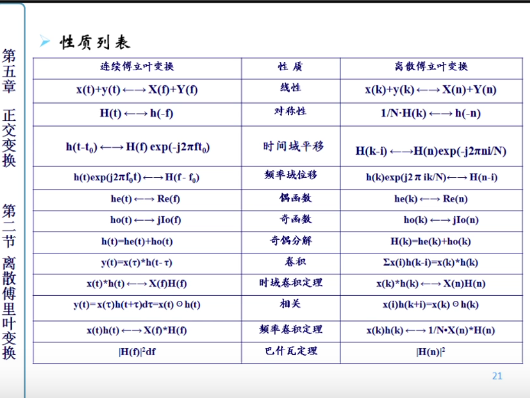 第五章 正交变换 第二节 离散傅里叶变换
性质列表
连续傅立叶变换 性 质 离散傅立叶变换
x(t)+y(t)←→X(f)+Y(f) 线性 x(k)+y(k)←→X(n)+Y(n)
H(t)←→h(-f) 对称性 1/N·H(k)←→h(-n)
h(t-t₀)←→H(f) exp(-j2πft₀) 时间域平移 H(k-i)←→H(n)exp(-j2πni/N)
h(t)exp(j2πf₀t)←→H(f - f₀) 频率域位移 h(k)exp(j2π ik/N)←→H(n-i)
he(t)←→Re(f) 偶函数 he(k)←→Re(n)
ho(t)←→jIo(f) 奇函数 ho(k)←→jIo(n)
h(t)=he(t)+ho(t) 奇偶分解 H(k)=he(k)+ho(k)
y(t)=x(τ)*h(t-τ) 卷积 Σx(i)h(k-i)=x(k)*h(k)
x(t)*h(t)←→X(f)H(f) 时域卷积定理 x(k)*h(k)←→X(n)H(n)
y(t)=x(τ)h(t+τ)dτ=x(t)⊙h(t) 相关 x(i)h(k+i)=x(k)⊙h(k)
x(t)h(t)←→X(f)*H(f) 频率卷积定理 x(k)h(k)←→1/N•X(n)*H(n)
|H(f)|²df 巴什瓦定理 |H(n)|²
21